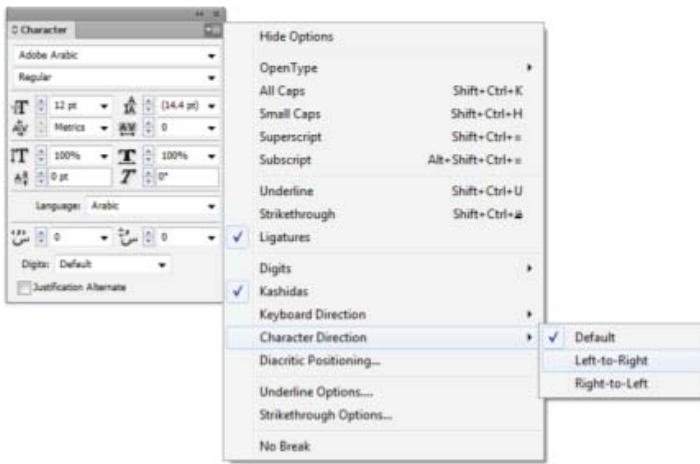 Character
Adobe Arabic
Regular
12 pt (14.4 pt)
Metrics 0
100% 100%
0 pt 0°
Language: Arabic
0 0
Digits: Default
Justification Alternate
Hide Options
OpenType
All Caps Shift+Ctrl+K
Small Caps Shift+Ctrl+H
Superscript Shift+Ctrl+=
Subscript Alt+Shift+Ctrl+=
Underline Shift+Ctrl+U
Strikethrough Shift+Ctrl+
Ligatures
Digits
Kashidas
Keyboard Direction
Character Direction
Diacritic Positioning...
Underline Options....
Strikethrough Options...
No Break
Default
Left-to-Right
Right-to-Left